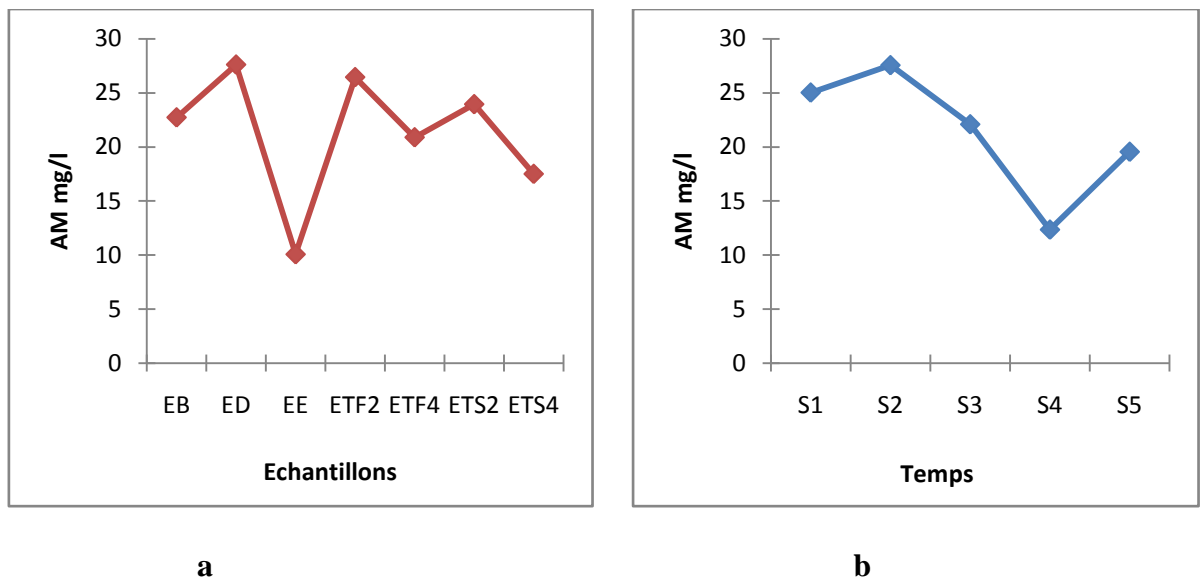 30
25
20
15
10
5
0
AM mg/l
EB ED EE ETF2 ETF4 ETS2 ETS4
Echantillons
a
30
25
20
15
10
5
0
AM mg/l
S1 S2 S3 S4 S5
Temps
b